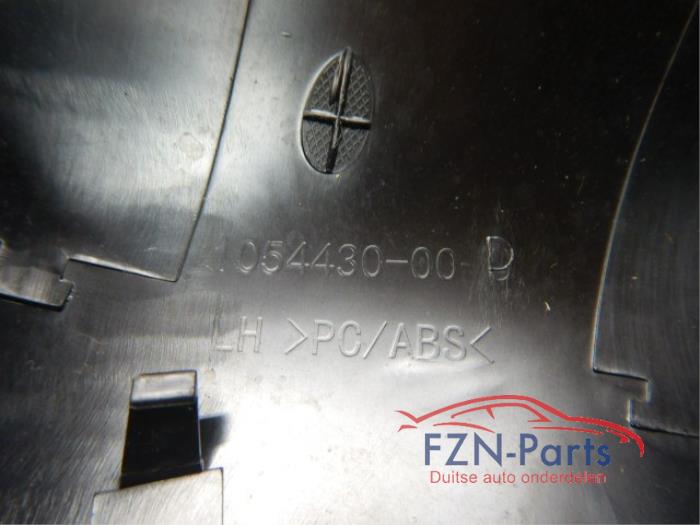 1054430-00-D
LH >PC/ABS<
FZN-Parts
Duitse auto onderdelen